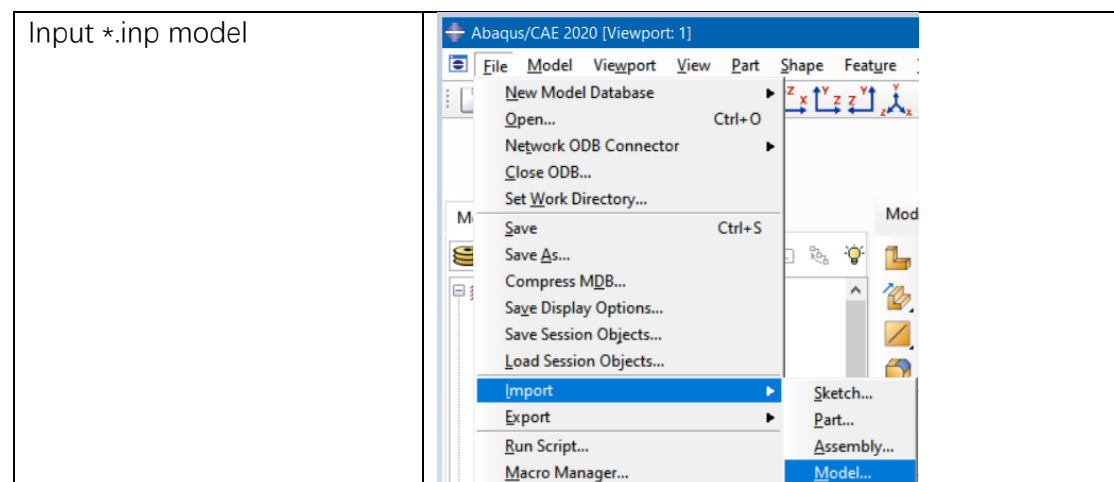 Input *.inp model
Abaqus/CAE 2020 [Viewport: 1]
File Model Viewport View Part Shape Feature
New Model Database
Open... Ctrl+O
Network ODB Connector
Close ODB...
Set Work Directory...
Save Ctrl+S
Save As...
Compress MDB...
Save Display Options...
Save Session Objects...
Load Session Objects...
Import
Export
Run Script...
Macro Manager...
Z X Y Z Z Y Y Z X
Mod
Sketch...
Part...
Assembly...
Model...